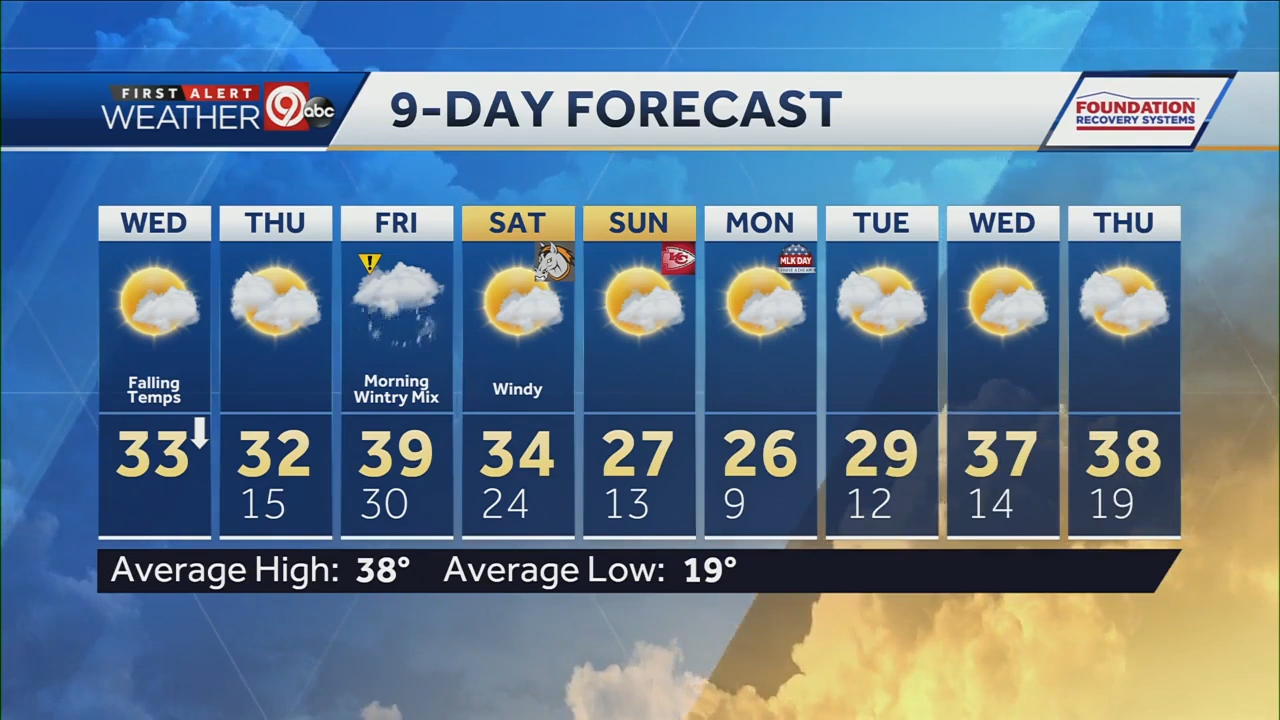 FIRST ALERT
WEATHER 9 abc
9-DAY FORECAST
FOUNDATION
RECOVERY SYSTEMS
WED THU FRI SAT SUN MON TUE WED THU
!
KC
MLK DAY
Falling
Temps
Morning
Wintry Mix
Windy
33 32 39 34 27 26 29 37 38
15 30 24 13 9 12 14 19
Average High: 38° Average Low: 19°